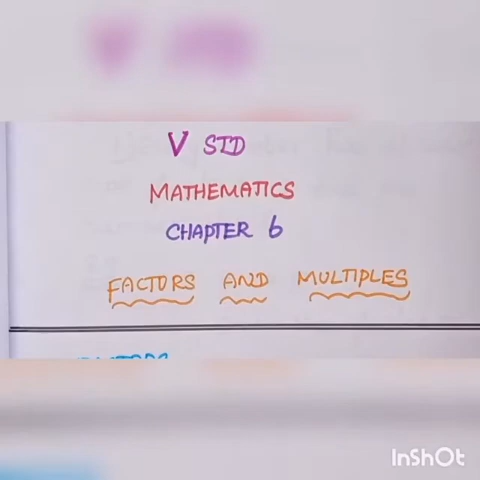 V STD
MATHEMATICS
CHAPTER 6
FACTORS AND MULTIPLES
InShOt